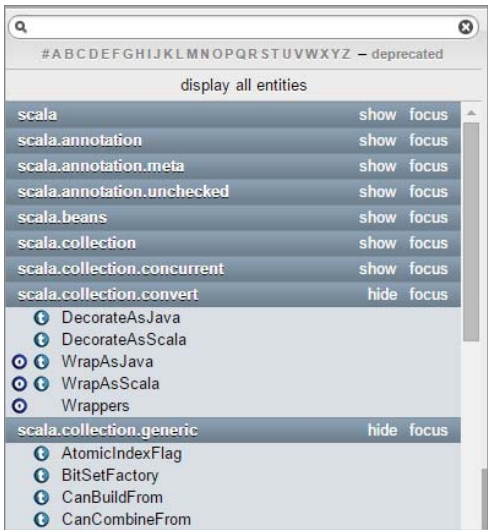 #ABCDEFGHIJKLMNOPQRSTUVWXYZ – deprecated
display all entities
scala show focus
scala.annotation show focus
scala.annotation.meta show focus
scala.annotation.unchecked show focus
scala.beans show focus
scala.collection show focus
scala.collection.concurrent show focus
scala.collection.convert hide focus
t DecorateAsJava
t DecorateAsScala
O t WrapAsJava
O t WrapAsScala
O Wrappers
scala.collection.generic hide focus
t AtomicIndexFlag
t BitSetFactory
t CanBuildFrom
t CanCombineFrom